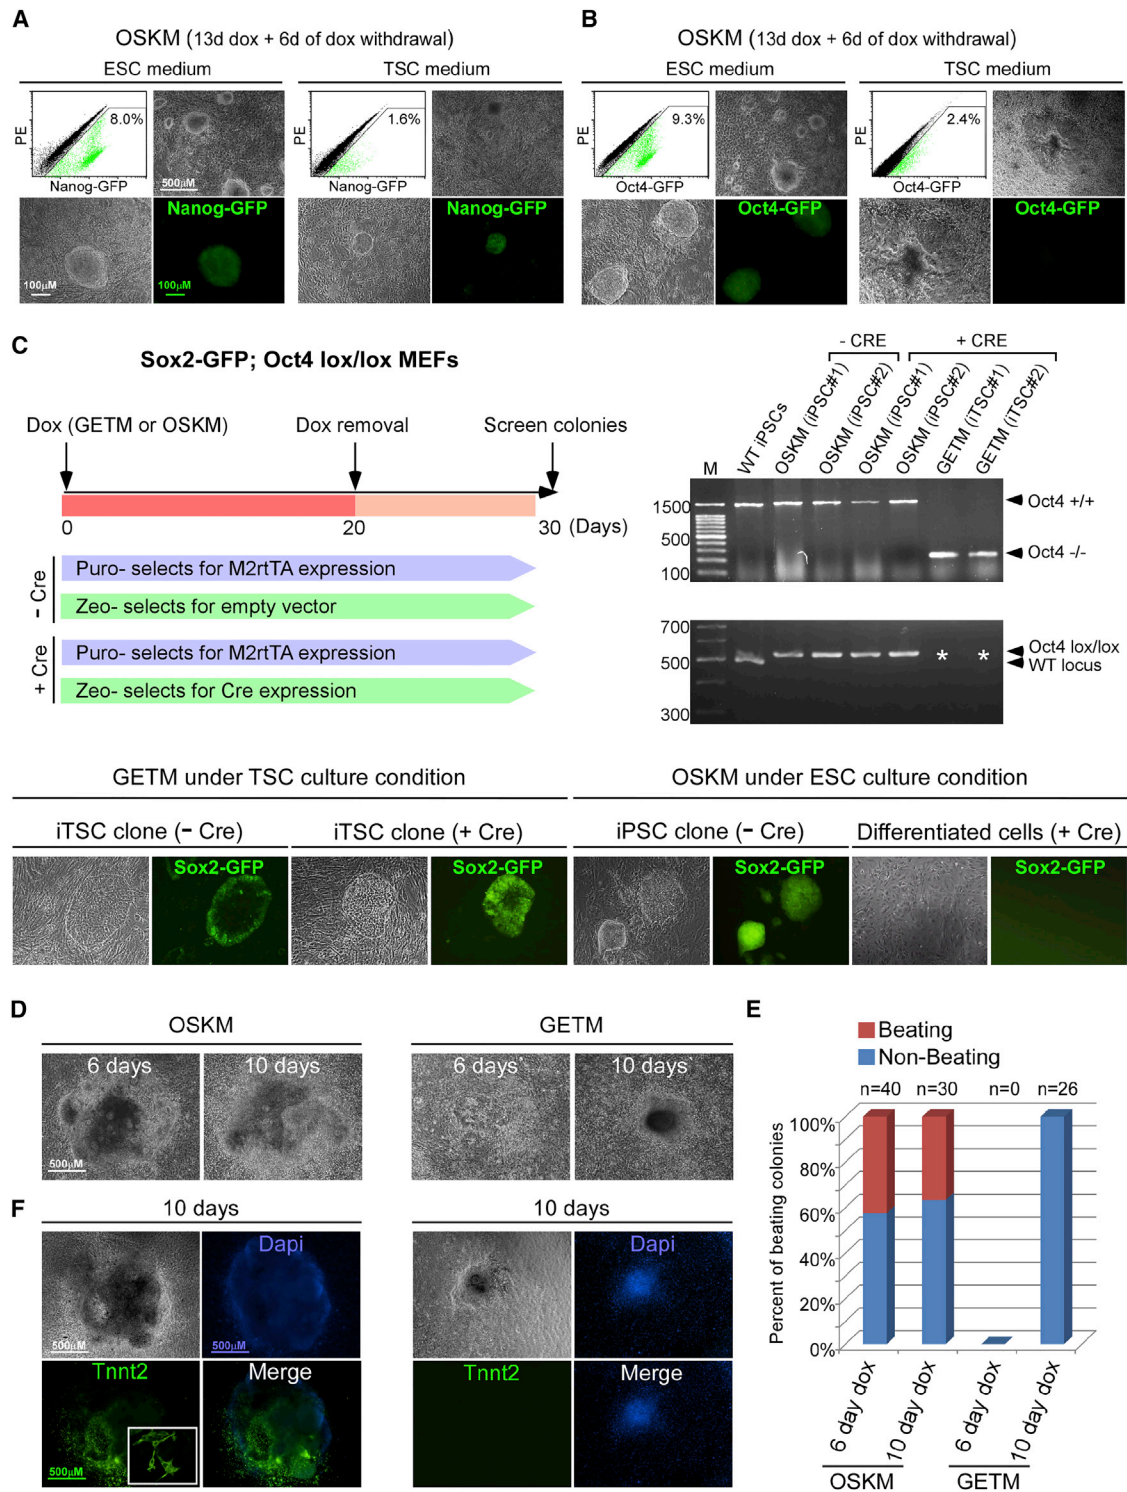 A
OSKM (13d dox + 6d of dox withdrawal)
ESC medium
TSC medium
PE
8.0%
Nanog-GFP
500µM
PE
1.6%
Nanog-GFP
Nanog-GFP
100µM
100µM
Nanog-GFP
B
OSKM (13d dox + 6d of dox withdrawal)
ESC medium
TSC medium
PE
9.3%
Oct4-GFP
PE
2.4%
Oct4-GFP
Oct4-GFP
Oct4-GFP
C
Sox2-GFP; Oct4 lox/lox MEFs
Dox (GETM or OSKM)
Dox removal
Screen colonies
0
20
30 (Days)
- Cre
Puro- selects for M2rtTA expression
Zeo- selects for empty vector
+ Cre
Puro- selects for M2rtTA expression
Zeo- selects for Cre expression
- CRE
+ CRE
M
WT iPSCs
OSKM (iPSC#1)
OSKM (iPSC#2)
OSKM (iPSC#1)
OSKM (iPSC#2)
GETM (iTSC#1)
GETM (iTSC#2)
1500
500
100
Oct4 +/+
Oct4 -/-
700
500
300
* *
Oct4 lox/lox
WT locus
GETM under TSC culture condition
OSKM under ESC culture condition
iTSC clone (- Cre)
iTSC clone (+ Cre)
iPSC clone (- Cre)
Differentiated cells (+ Cre)
Sox2-GFP
Sox2-GFP
Sox2-GFP
Sox2-GFP
D
OSKM
GETM
6 days
10 days
6 days
10 days
500µM
E
Beating
Non-Beating
n=40
n=30
n=0
n=26
Percent of beating colonies
100%
80%
60%
40%
20%
0%
6 day dox
10 day dox
6 day dox
10 day dox
OSKM
GETM
F
10 days
10 days
500µM
Dapi
500µM
Dapi
Tnnt2
500µM
Merge
Tnnt2
Merge